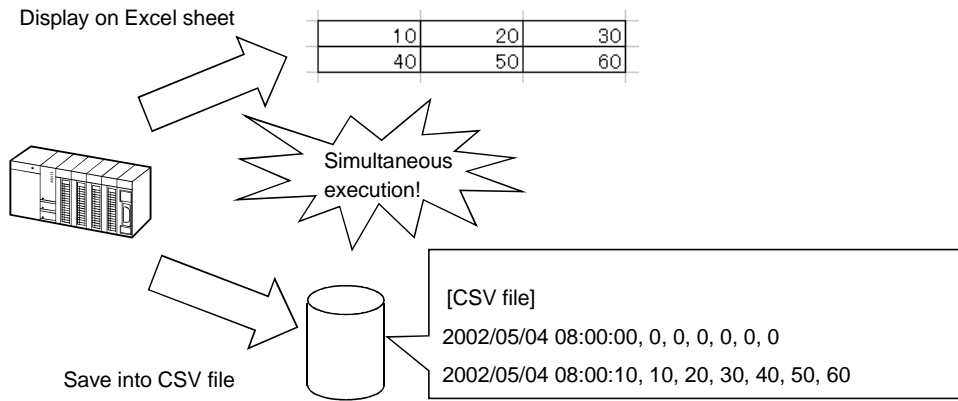 Display on Excel sheet
10 20 30
40 50 60
Simultaneous
execution!
[CSV file]
2002/05/04 08:00:00, 0, 0, 0, 0, 0, 0
2002/05/04 08:00:10, 10, 20, 30, 40, 50, 60
Save into CSV file